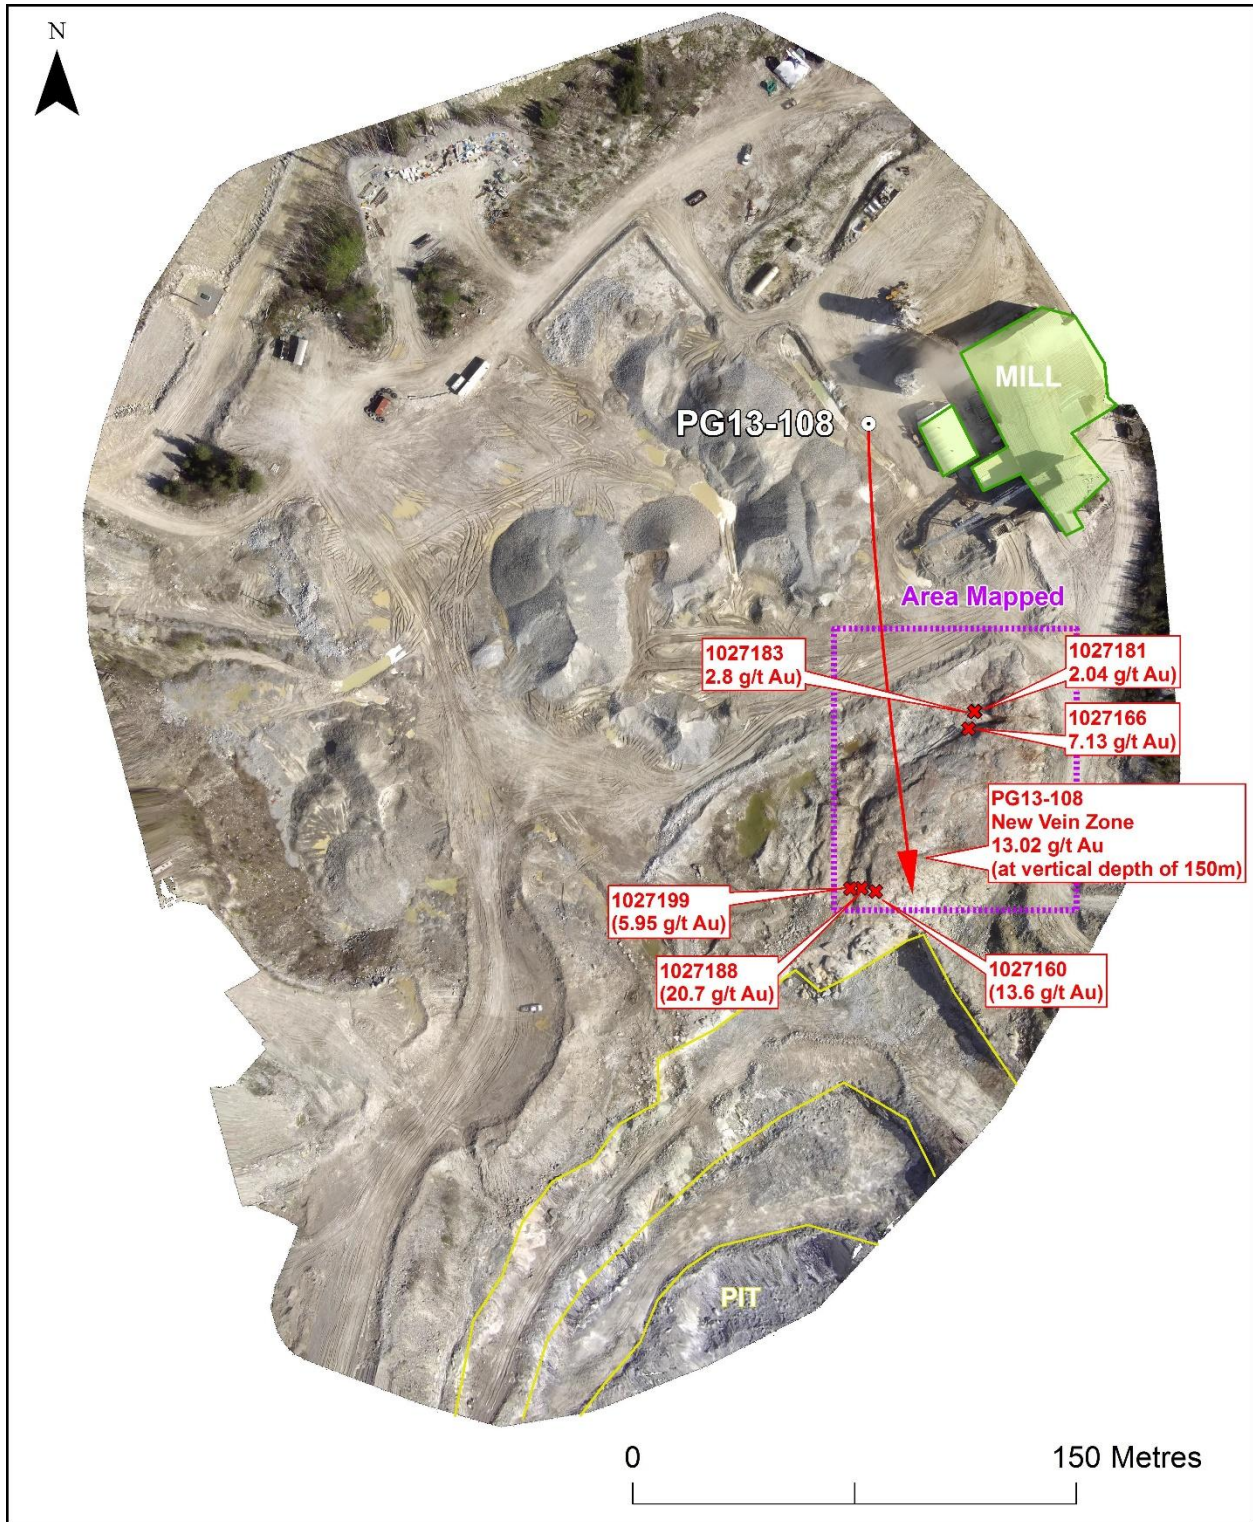 N
MILL
PG13-108
Area Mapped
1027183
2.8 g/t Au)
1027181
2.04 g/t Au)
1027166
7.13 g/t Au)
PG13-108
New Vein Zone
13.02 g/t Au
(at vertical depth of 150m)
1027199
(5.95 g/t Au)
1027188
(20.7 g/t Au)
1027160
(13.6 g/t Au)
PIT
0
150 Metres